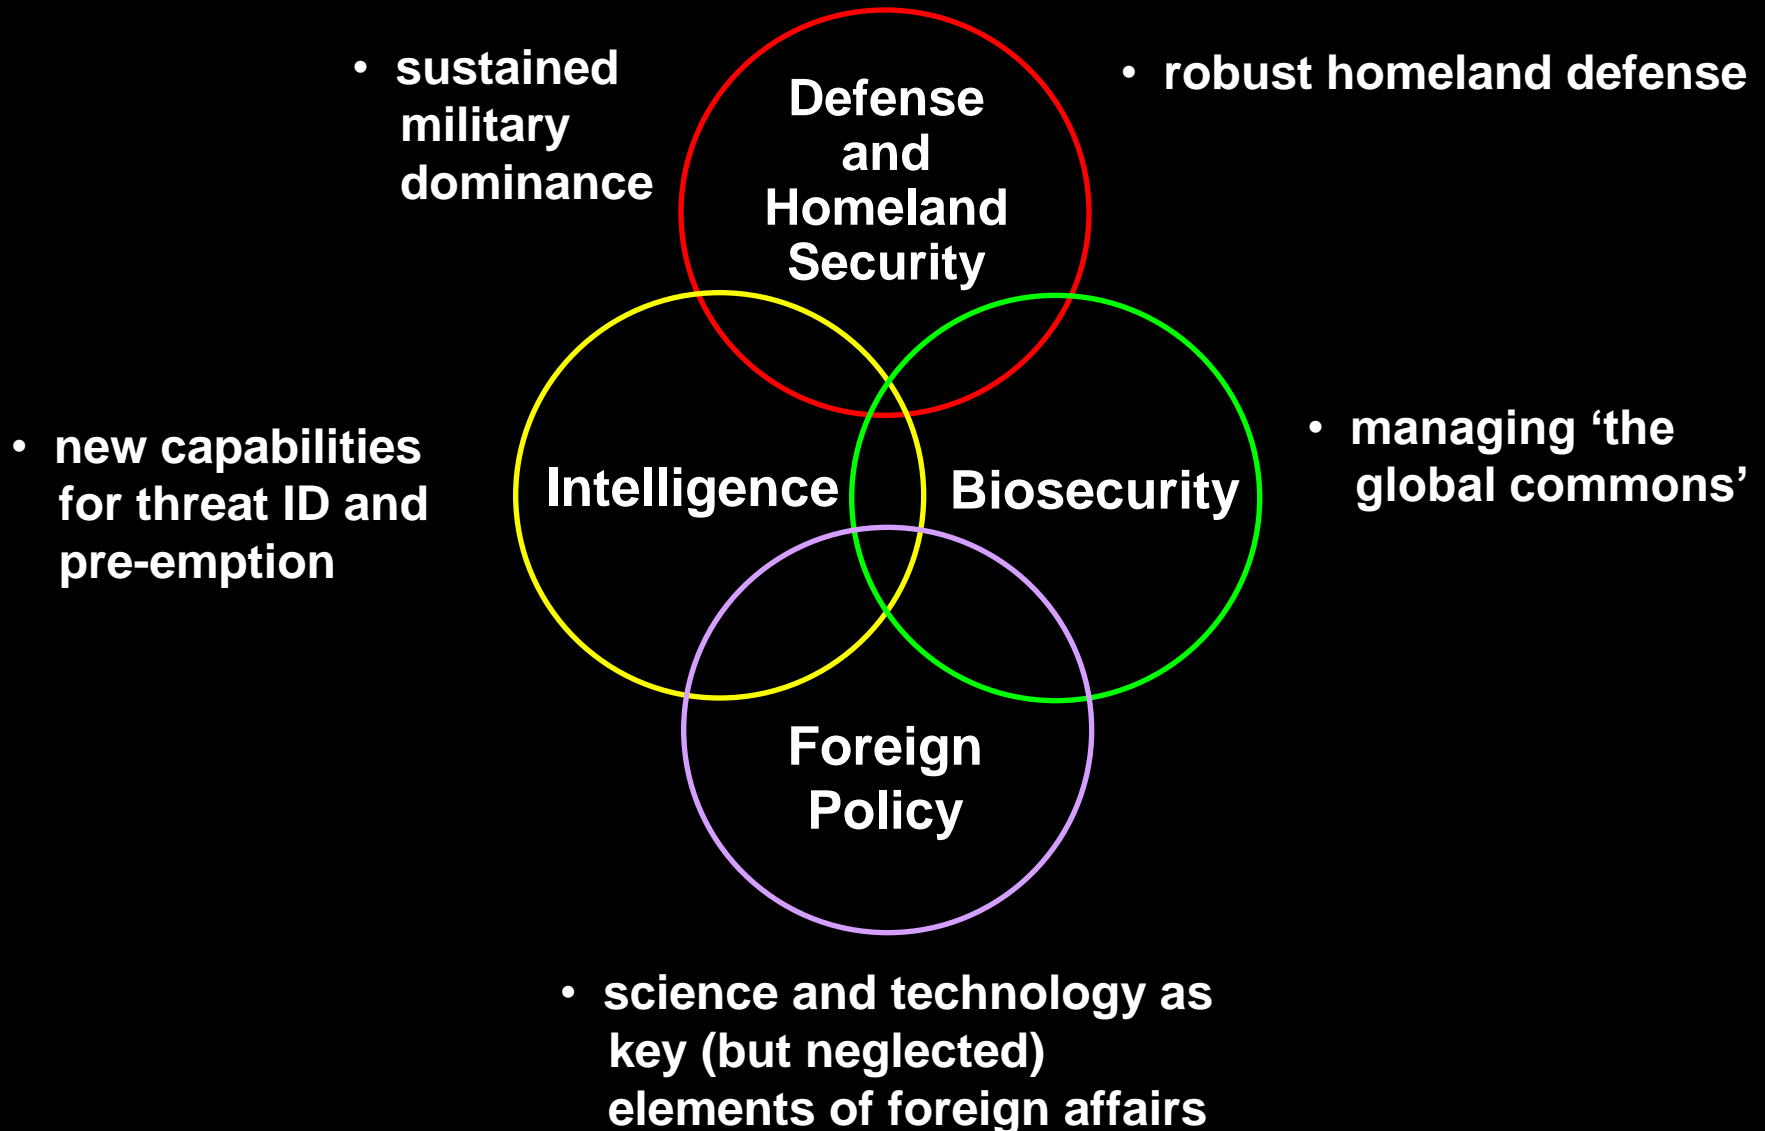 • sustained
military
dominance
Defense
and
Homeland
Security
• robust homeland defense
• new capabilities
for threat ID and
pre-emption
Intelligence
Biosecurity
• managing ‘the
global commons’
Foreign
Policy
• science and technology as
key (but neglected)
elements of foreign affairs